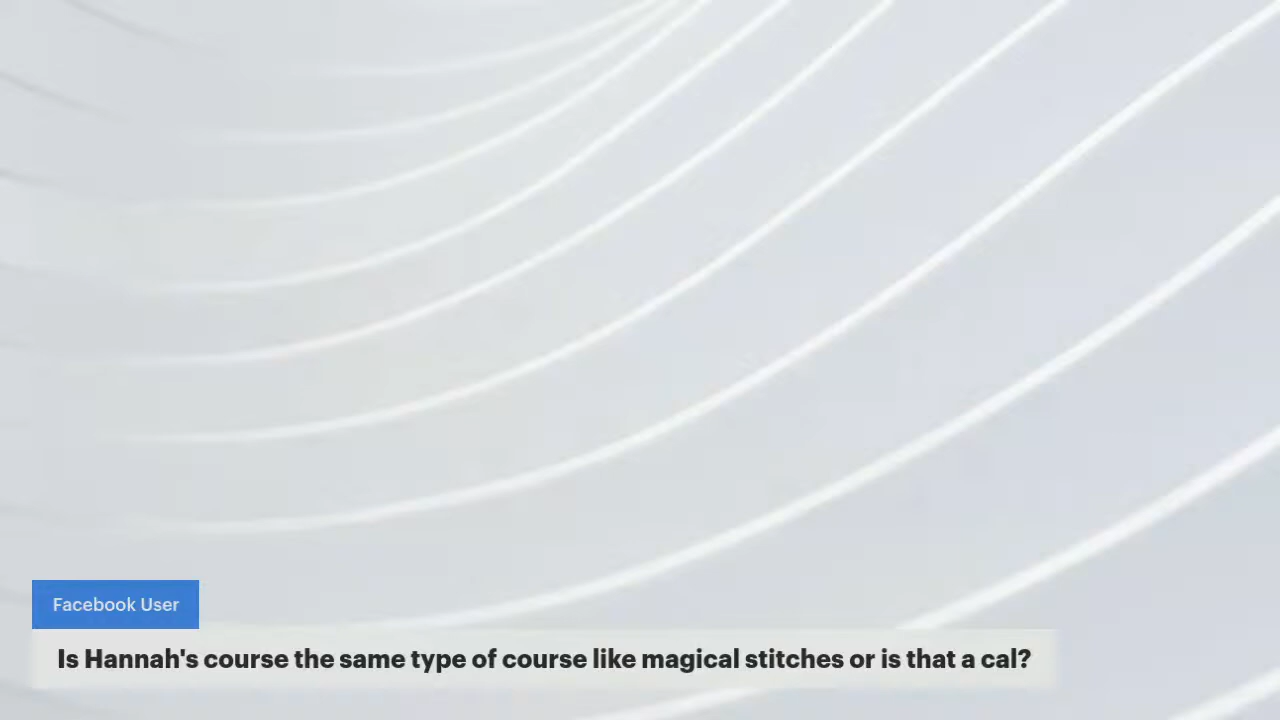 Facebook User
Is Hannah's course the same type of course like magical stitches or is that a cal?